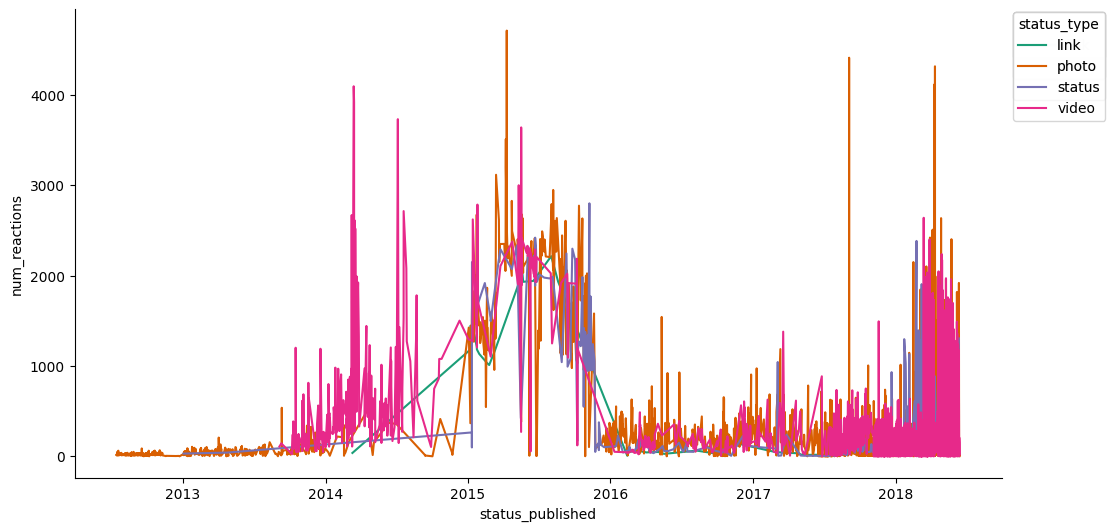 status_type
link
photo
status
video
num_reactions
4000
3000
2000
1000
0
2013 2014 2015 2016 2017 2018
status_published